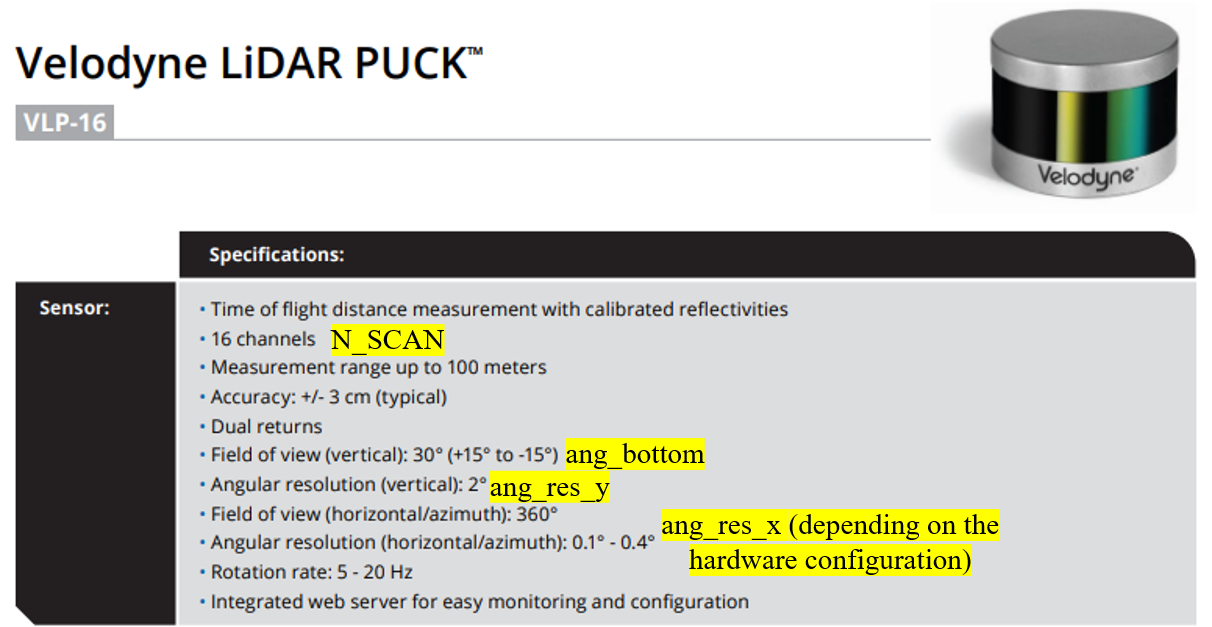 Velodyne LiDAR PUCK™
VLP-16
Velodyne
Specifications:
Sensor:
• Time of flight distance measurement with calibrated reflectivities
• 16 channels N_SCAN
• Measurement range up to 100 meters
• Accuracy: +/- 3 cm (typical)
• Dual returns
• Field of view (vertical): 30° (+15° to -15°) ang_bottom
• Angular resolution (vertical): 2° ang_res_y
• Field of view (horizontal/azimuth): 360°
• Angular resolution (horizontal/azimuth): 0.1° - 0.4° ang_res_x (depending on the
hardware configuration)
• Rotation rate: 5 - 20 Hz
• Integrated web server for easy monitoring and configuration